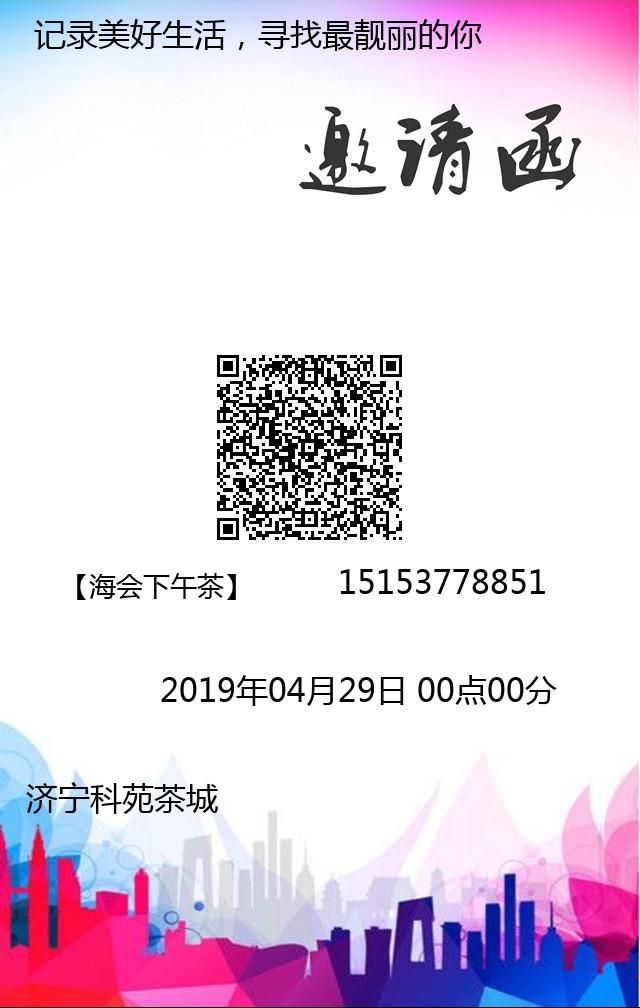 记录美好生活，寻找最靓丽的你
邀请函
【海会下午茶】
15153778851
2019年04月29日 00点00分
济宁科苑茶城